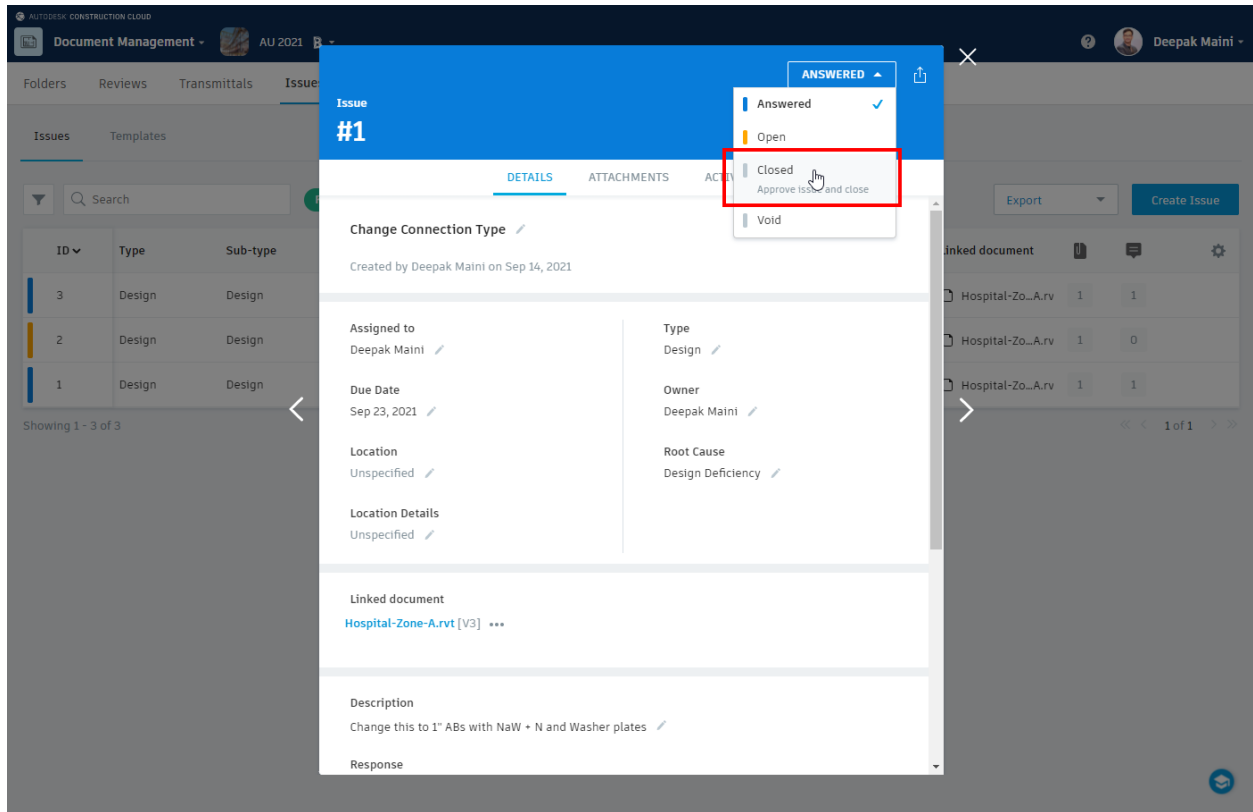 AUTODESK CONSTRUCTION CLOUD
Document Management
AU 2021
Deepak Maini
Folders Reviews Transmittals Issue
Issues Templates
Search
Export
Create Issue
ID Type Sub-type
Linked document
3 Design Design Hospital-Zo...A.rv 1 1
2 Design Design Hospital-Zo...A.rv 1 0
1 Design Design Hospital-Zo...A.rv 1 1
Showing 1 - 3 of 3
1 of 1
ANSWERED
Issue
#1
Answered
Open
Closed
Approve issue and close
Void
DETAILS ATTACHMENTS ACTIV
Change Connection Type
Created by Deepak Maini on Sep 14, 2021
Assigned to
Deepak Maini
Type
Design
Due Date
Sep 23, 2021
Owner
Deepak Maini
Location
Unspecified
Root Cause
Design Deficiency
Location Details
Unspecified
Linked document
Hospital-Zone-A.rvt [V3]
Description
Change this to 1" ABs with NaW + N and Washer plates
Response